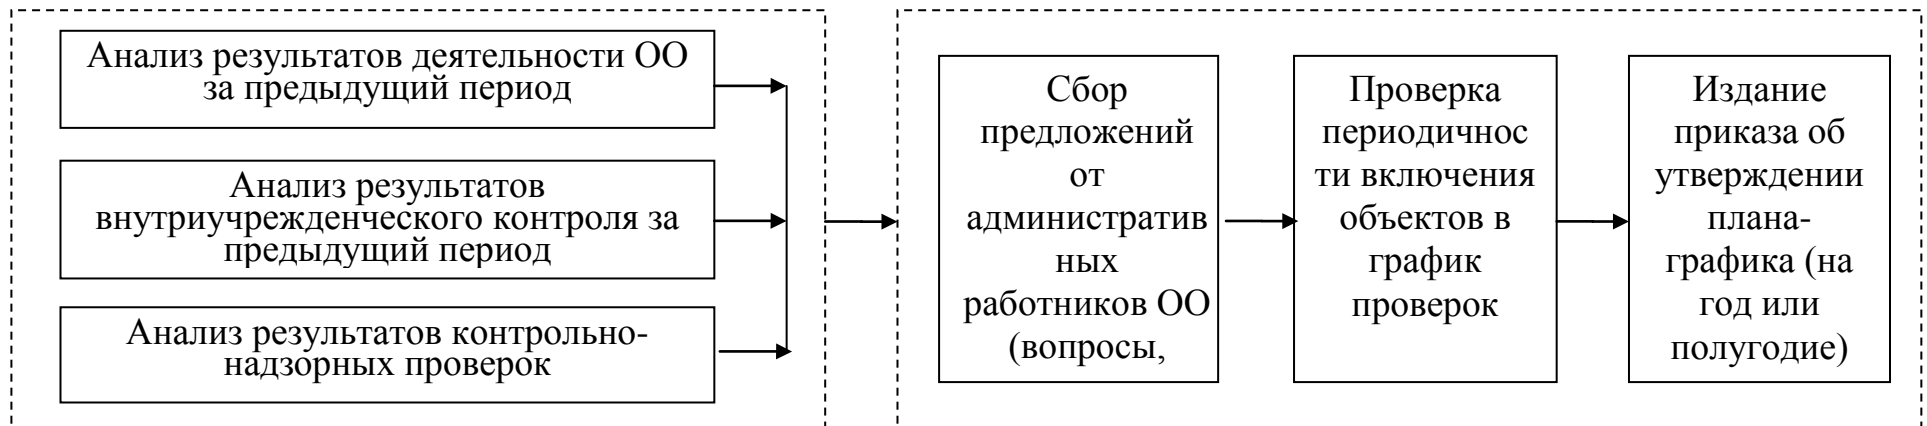 Анализ результатов деятельности ОО
за предыдущий период
Анализ результатов
внутриучрежденческого контроля за
предыдущий период
Анализ результатов контрольно-
надзорных проверок
Сбор
предложений
от
административ
ных
работников ОО
(вопросы,
Проверка
периодичнос
ти включения
объектов в
график
проверок
Издание
приказа об
утверждении
плана-
графика (на
год или
полугодие)